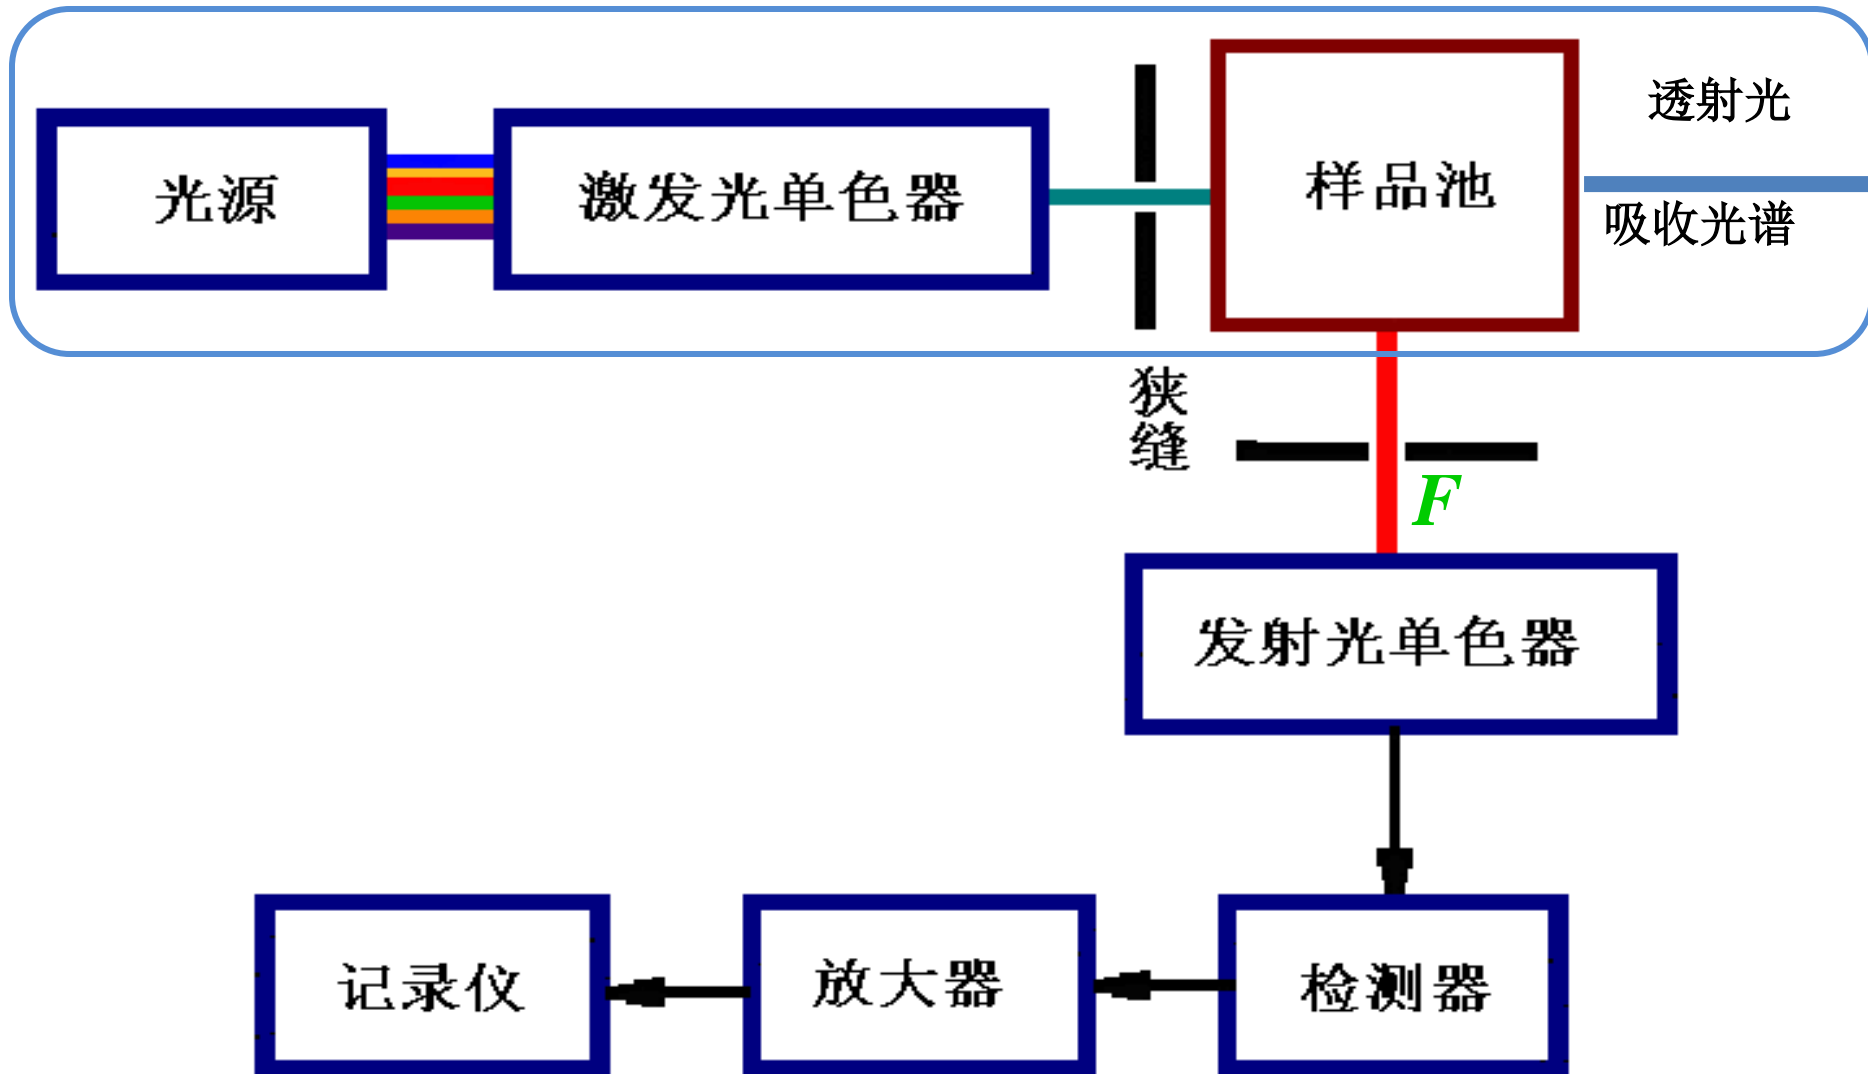 光源
激发光单色器
样品池
透射光
吸收光谱
狭
缝
F
发射光单色器
记录仪
放大器
检测器